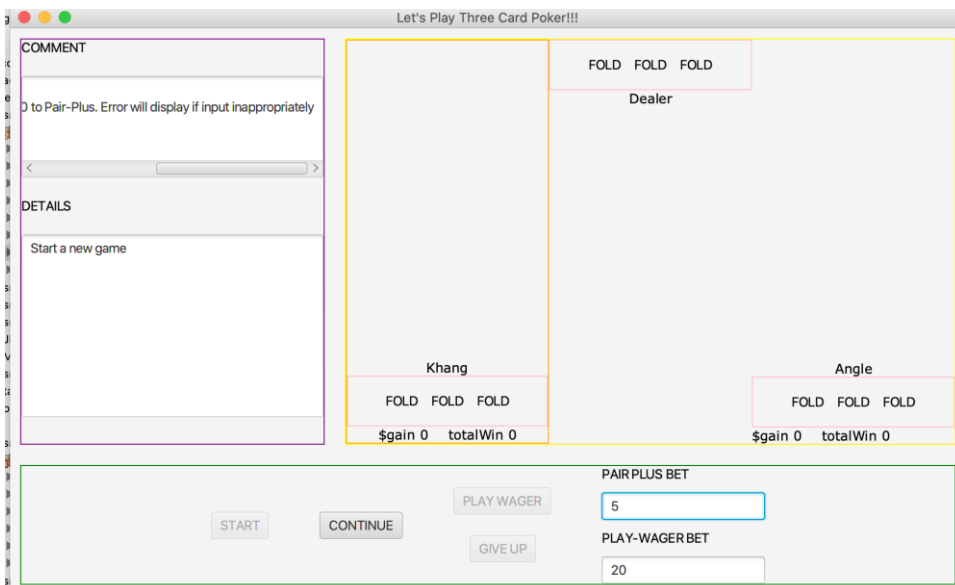 Let's Play Three Card Poker!!!
COMMENT
to Pair-Plus. Error will display if input inappropriately
DETAILS
Start a new game
FOLD FOLD FOLD
Dealer
Khang
FOLD FOLD FOLD
$gain 0 totalWin 0
Angle
FOLD FOLD FOLD
$gain 0 totalWin 0
START
CONTINUE
PLAY WAGER
GIVE UP
PAIR PLUS BET
5
PLAY-WAGER BET
20